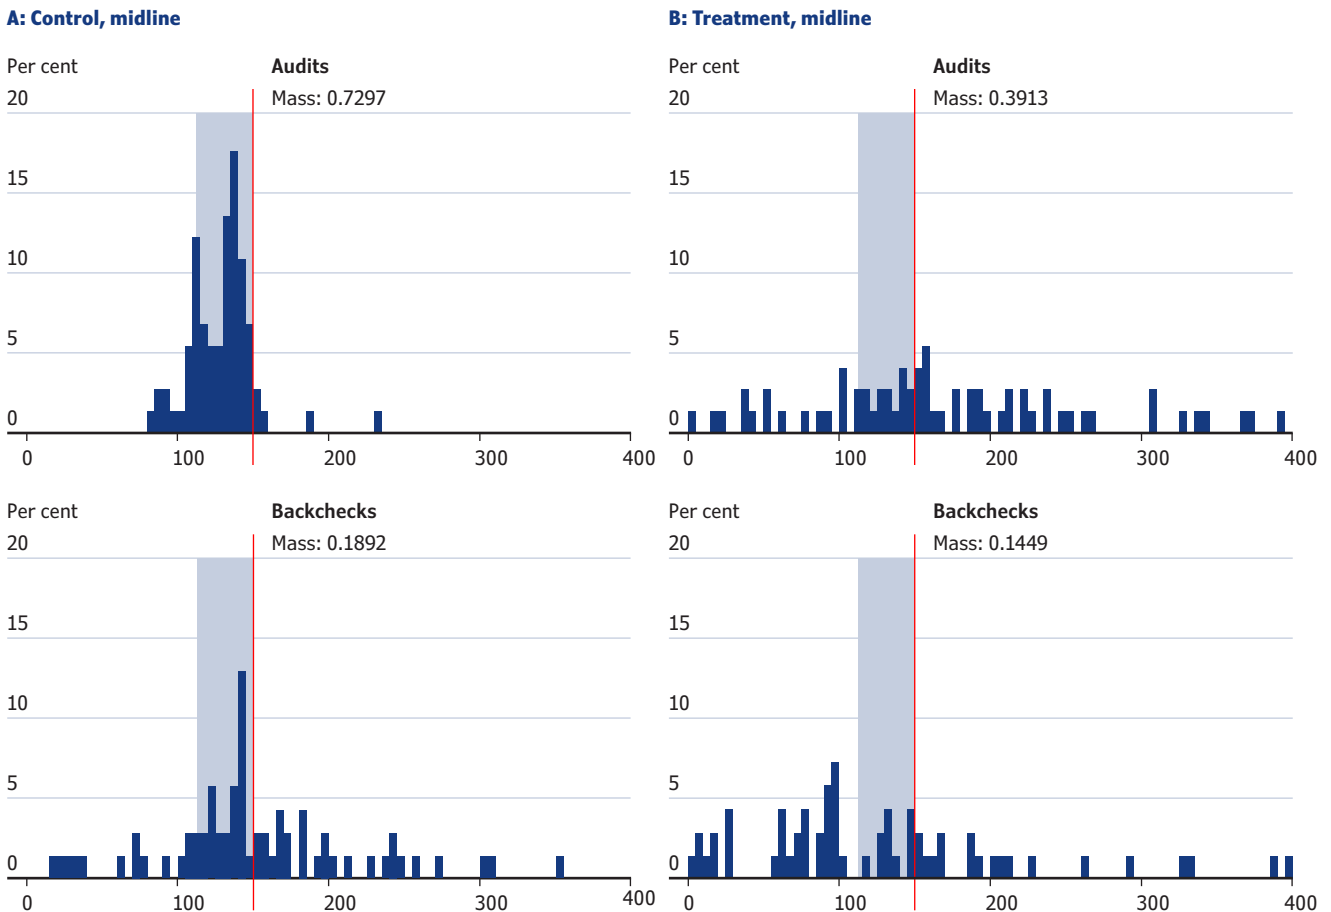 A: Control, midline
Per cent
Audits
Mass: 0.7297
20
15
10
5
0
0 100 200 300 400
B: Treatment, midline
Per cent
Audits
Mass: 0.3913
20
15
10
5
0
0 100 200 300 400
Per cent
Backchecks
Mass: 0.1892
20
15
10
5
0
0 100 200 300 400
Per cent
Backchecks
Mass: 0.1449
20
15
10
5
0
0 100 200 300 400